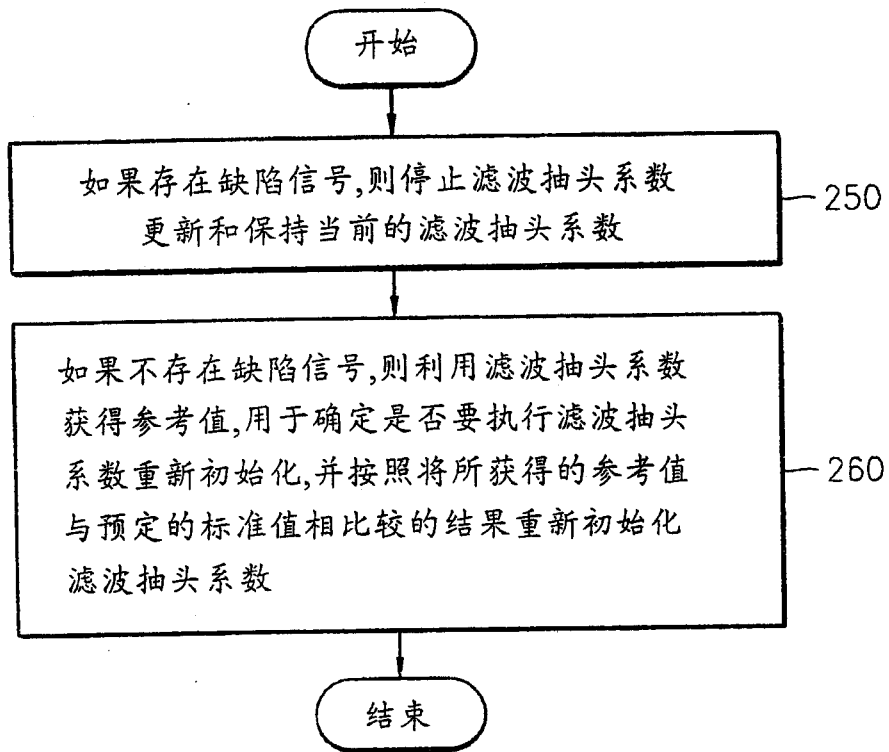 开始
如果存在缺陷信号,则停止滤波抽头系数
更新和保持当前的滤波抽头系数
250
如果不存在缺陷信号,则利用滤波抽头系数
获得参考值,用于确定是否要执行滤波抽头
系数重新初始化,并按照将所获得的参考值
与预定的标准值相比较的结果重新初始化
滤波抽头系数
260
结束